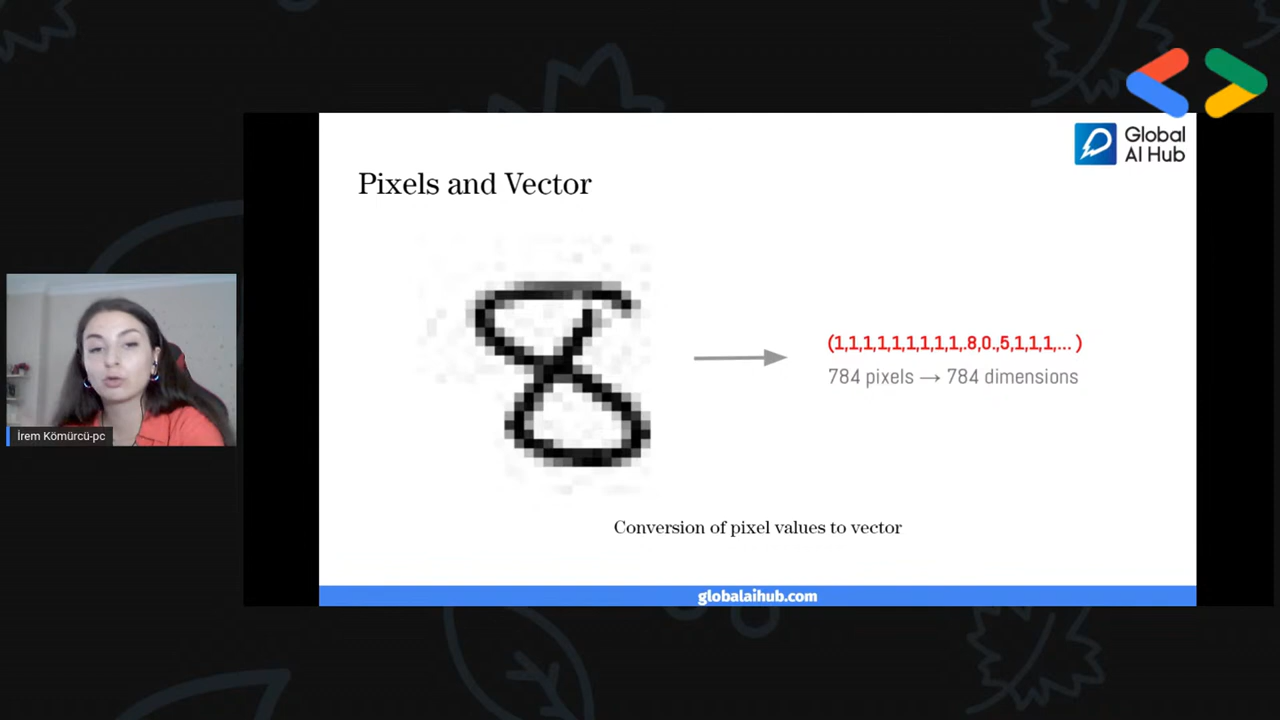 Global
AI Hub
Pixels and Vector
(1,1,1,1,1,1,1,1,1,.8,0.,5,1,1,1,... )
784 pixels → 784 dimensions
İrem Kömürcü-pc
Conversion of pixel values to vector
globalaihub.com